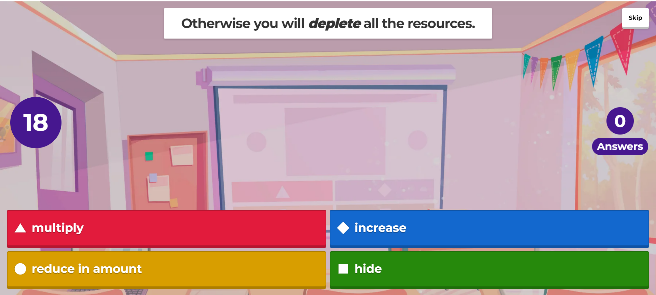 Otherwise you will deplete all the resources.
Skip
18
0
Answers
multiply
increase
reduce in amount
hide